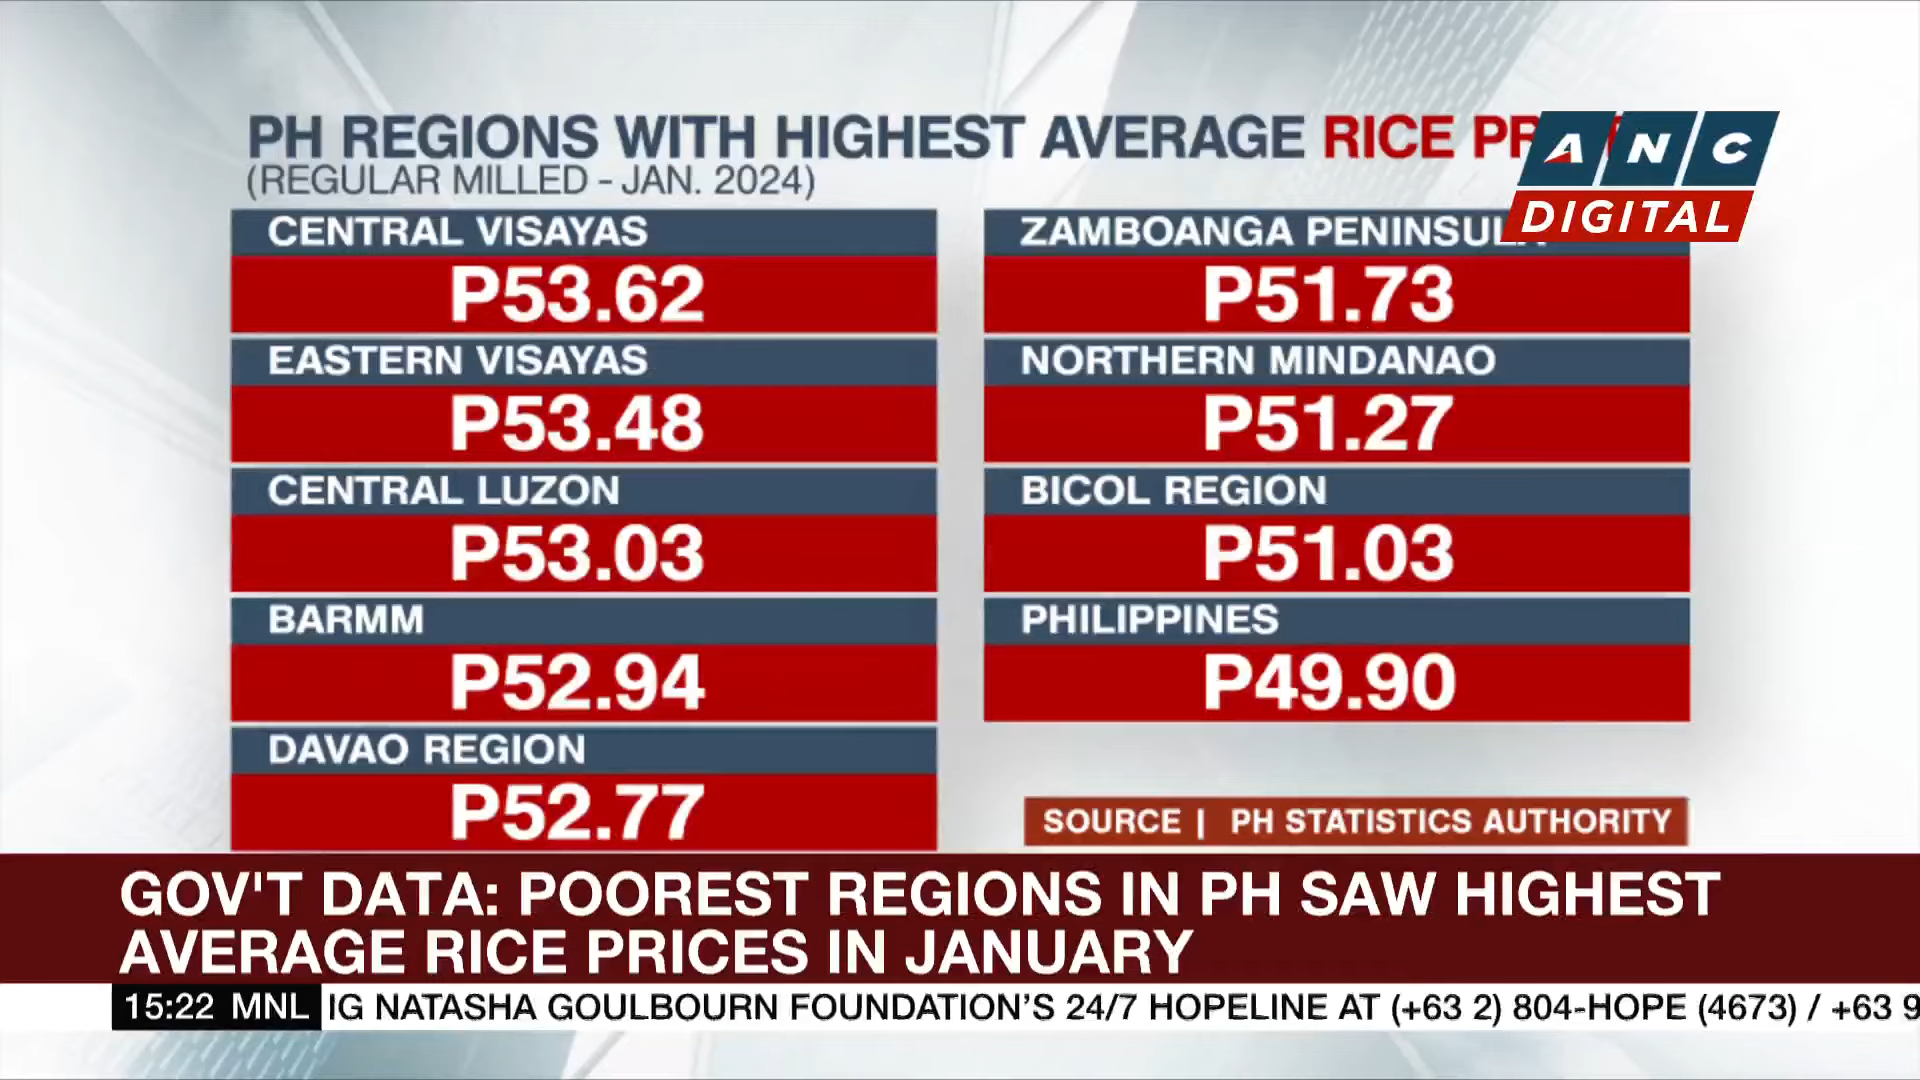 PH REGIONS WITH HIGHEST AVERAGE RICE
(REGULAR MILLED - JAN. 2024)
ANC
DIGITAL
CENTRAL VISAYAS
P53.62
EASTERN VISAYAS
P53.48
CENTRAL LUZON
P53.03
BARMM
P52.94
DAVAO REGION
P52.77
ZAMBOANGA PENINSULA
P51.73
NORTHERN MINDANAO
P51.27
BICOL REGION
P51.03
PHILIPPINES
P49.90
SOURCE | PH STATISTICS AUTHORITY
GOV'T DATA: POOREST REGIONS IN PH SAW HIGHEST
AVERAGE RICE PRICES IN JANUARY
15:22 MNL IG NATASHA GOULBOURN FOUNDATION'S 24/7 HOPELINE AT (+63 2) 804-HOPE (4673) / +63 9